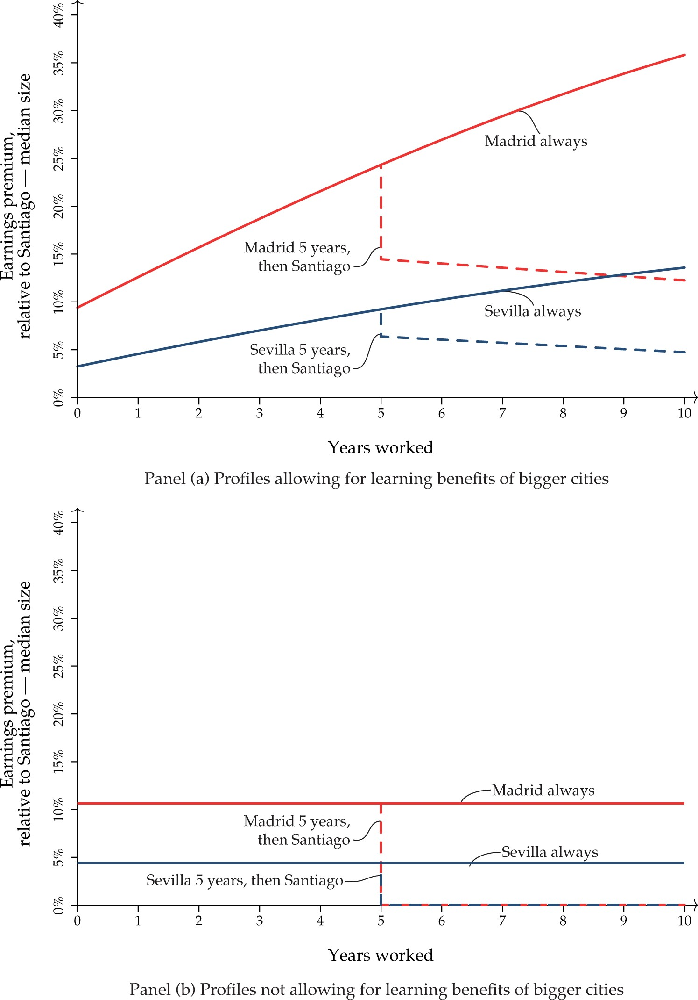 40%
35%
30%
25%
20%
15%
10%
5%
0%
Earnings premium,
relative to Santiago — median size
Madrid always
Madrid 5 years,
then Santiago
Sevilla always
Sevilla 5 years,
then Santiago
0 1 2 3 4 5 6 7 8 9 10
Years worked
Panel (a) Profiles allowing for learning benefits of bigger cities
40%
35%
30%
25%
20%
15%
10%
5%
0%
Earnings premium,
relative to Santiago — median size
Madrid always
Madrid 5 years,
then Santiago
Sevilla always
Sevilla 5 years, then Santiago
0 1 2 3 4 5 6 7 8 9 10
Years worked
Panel (b) Profiles not allowing for learning benefits of bigger cities